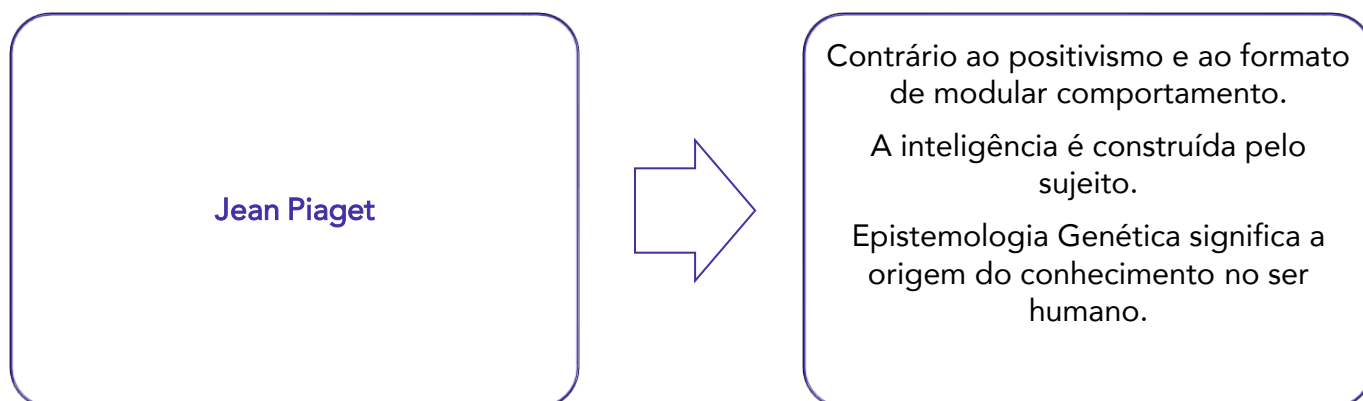 Jean Piaget
Contrário ao positivismo e ao formato
de modular comportamento.
A inteligência é construída pelo
sujeito.
Epistemologia Genética significa a
origem do conhecimento no ser
humano.